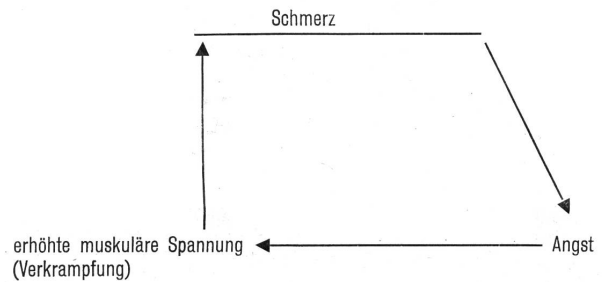 Schmerz
erhöhte muskuläre Spannung
(Verkrampfung)
Angst